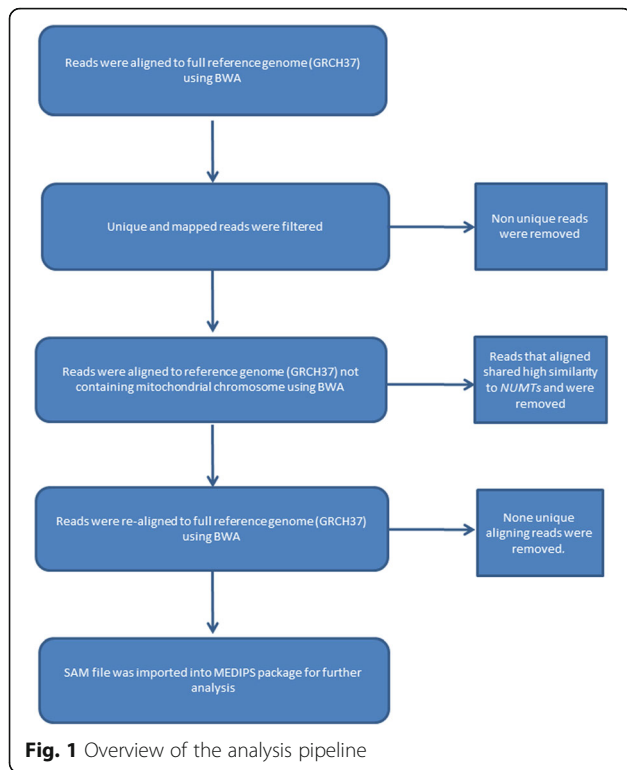 Reads were aligned to full reference genome (GRCH37)
using BWA
Unique and mapped reads were filtered
Non unique reads
were removed
Reads were aligned to reference genome (GRCH37) not
containing mitochondrial chromosome using BWA
Reads that aligned
shared high similarity
to NUMTs and were
removed
Reads were re-aligned to full reference genome (GRCH37)
using BWA
None unique
aligning reads were
removed.
SAM file was imported into MEDIPS package for further
analysis
Fig. 1 Overview of the analysis pipeline